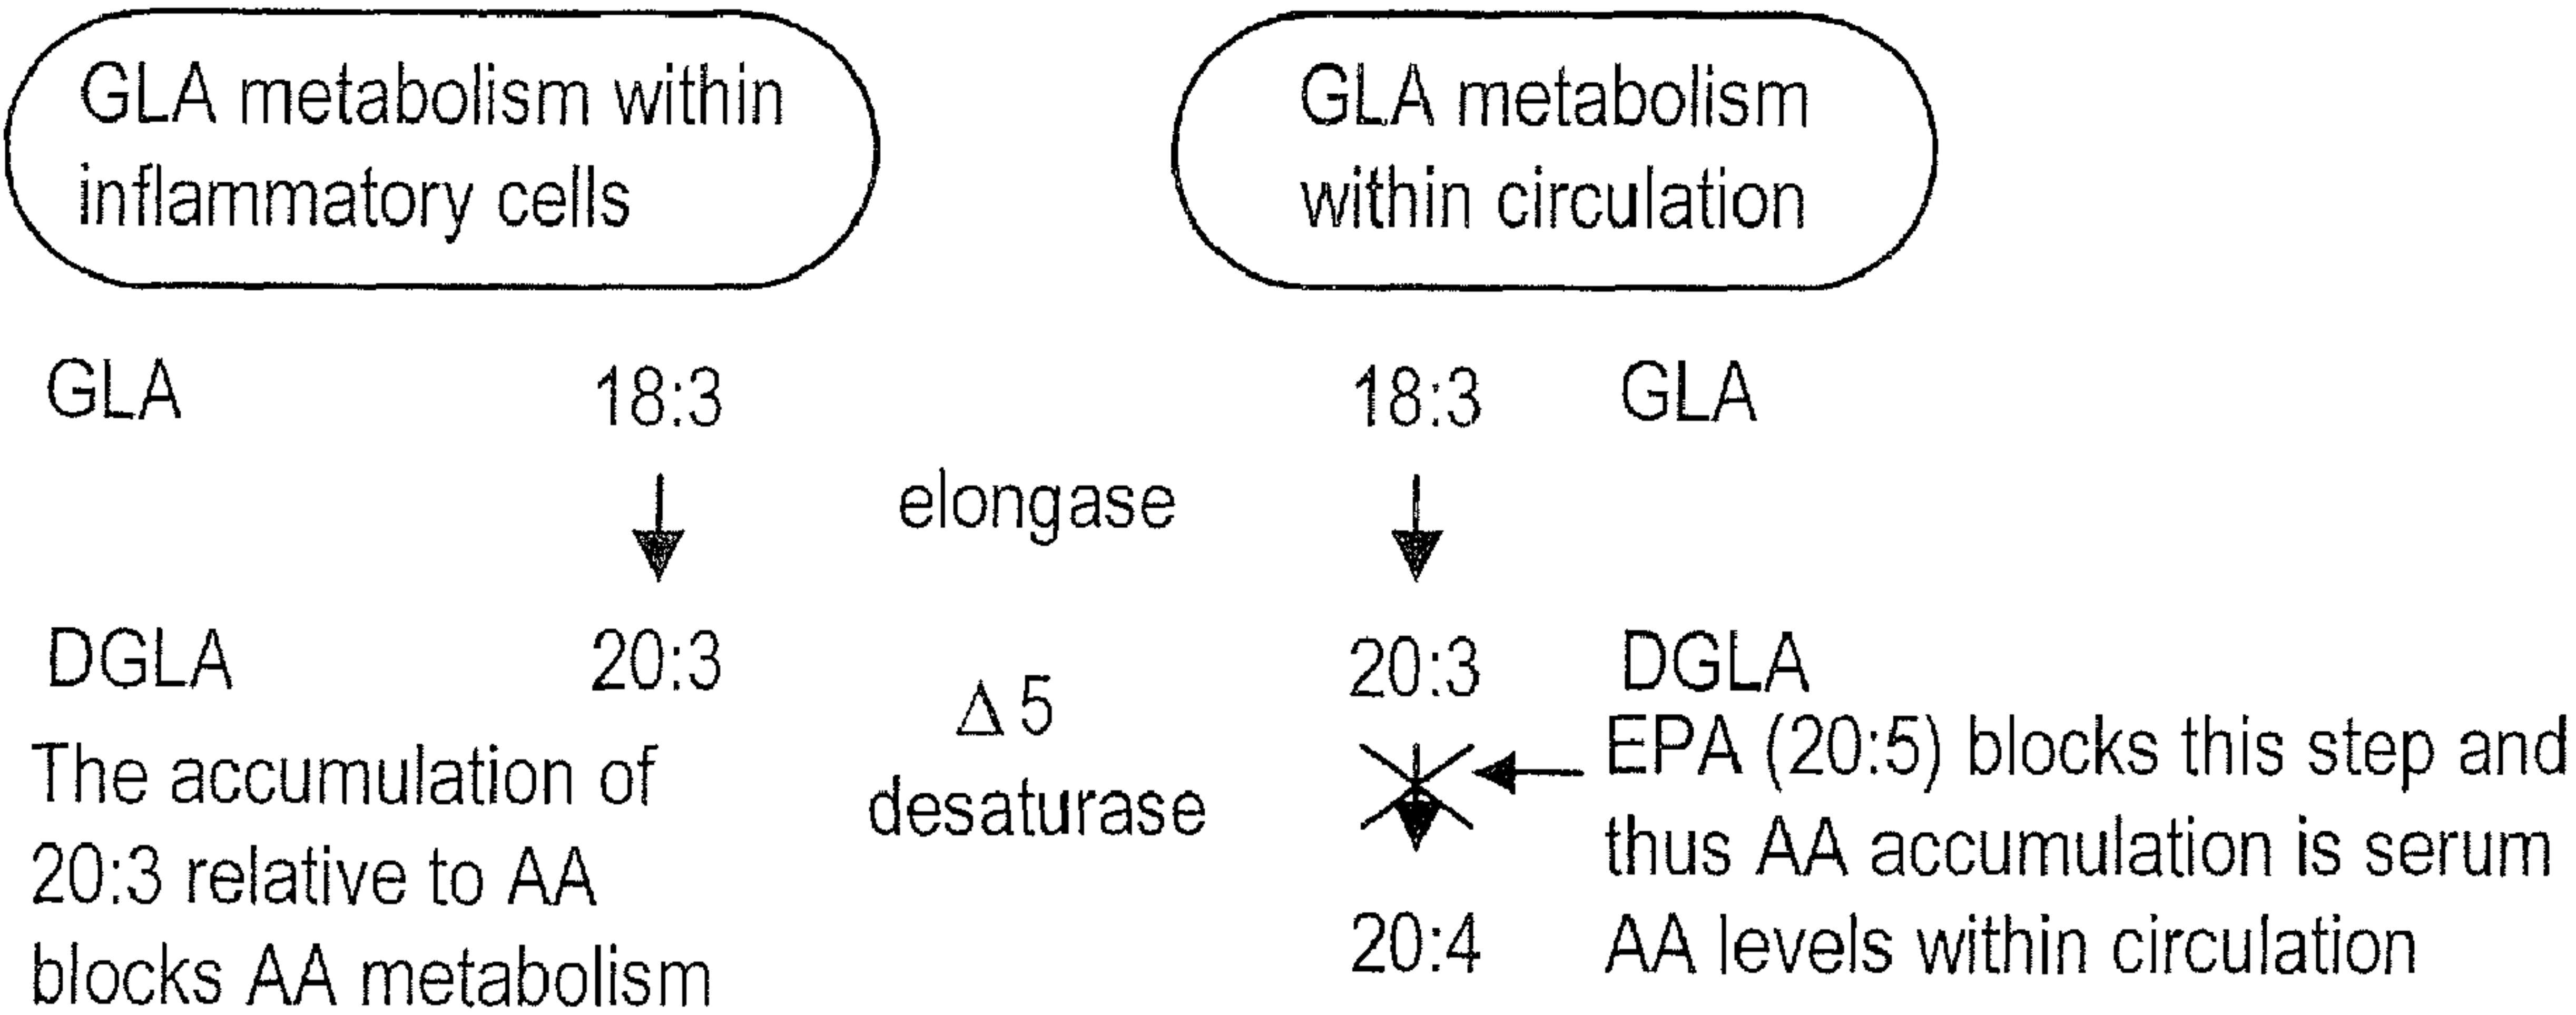 GLA metabolism within
inflammatory cells
GLA metabolism
within circulation
GLA 18:3
18:3 GLA
elongase
DGLA 20:3
20:3 DGLA
The accumulation of
20:3 relative to AA
blocks AA metabolism
Δ 5
desaturase
EPA (20:5) blocks this step and
thus AA accumulation is serum
20:4 AA levels within circulation